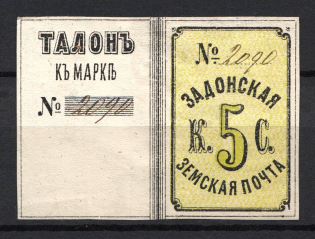 ТАЛОНЪ
КЪ МАРКѢ
№ 2090
№ 2090
ЗАДОНСКАЯ
К. 5 С.
ЗЕМСКАЯ ПОЧТА